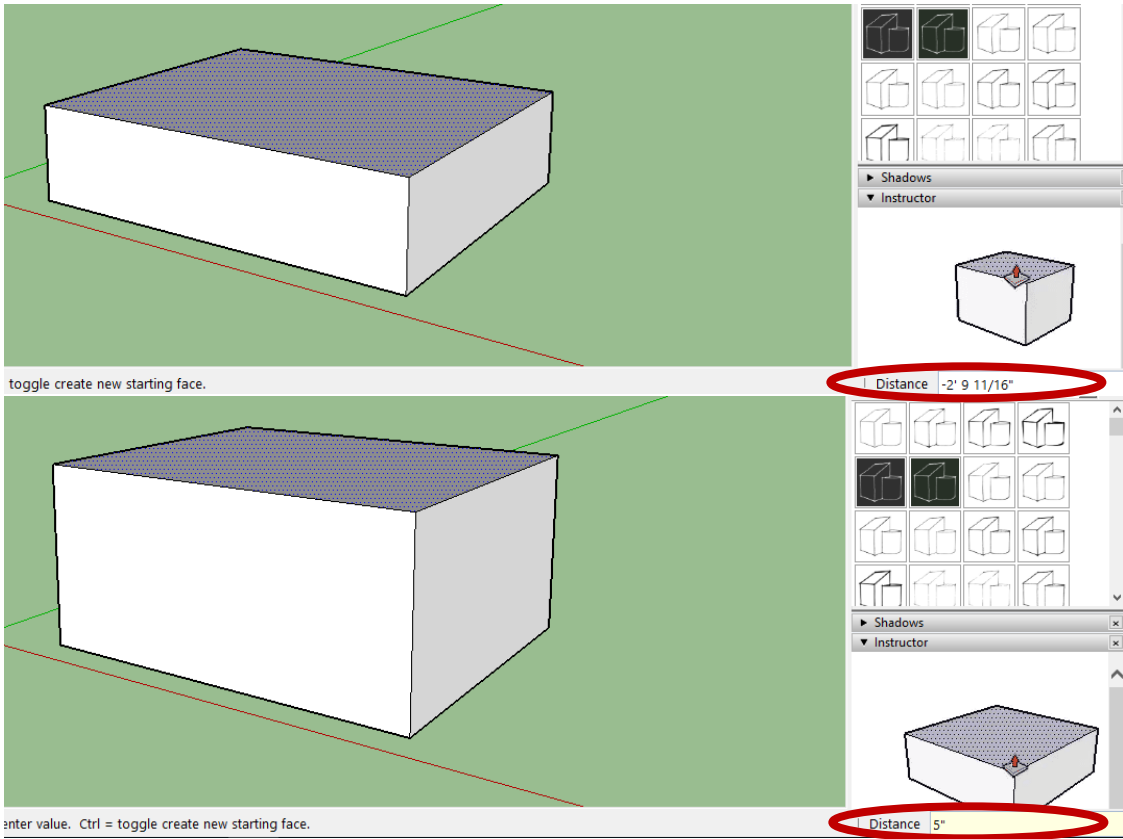 Shadows
Instructor
toggle create new starting face.
Distance -2' 9 11/16"
Shadows
Instructor
enter value. Ctrl = toggle create new starting face.
Distance 5"